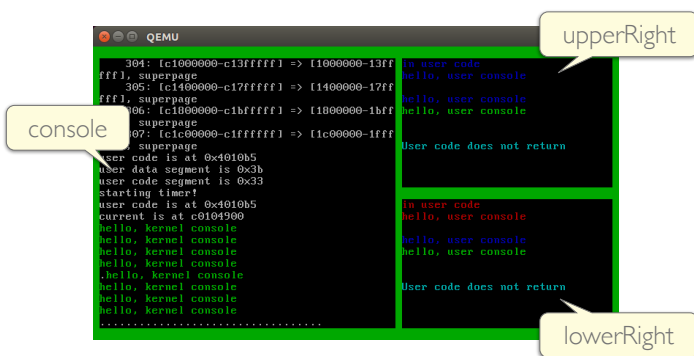 QEMU
upperRight
304: [c1000000-c13fffff] => [1000000-13ff
fff], superpage
305: [c1400000-c17fffff] => [1400000-17ff
fff], superpage
306: [c1800000-c1bfffff] => [1800000-1bff
superpage
307: [c1c00000-c1ffffff] => [1c00000-1fff
superpage
user code is at 0x4010b5
user data segment is 0x3b
user code segment is 0x33
starting timer!
user code is at 0x4010b5
current is at c0104900
hello, kernel console
hello, kernel console
hello, kernel console
hello, kernel console
.hello, kernel console
hello, kernel console
hello, kernel console
hello, kernel console
..................................
console
in user code
hello, user console
hello, user console
hello, user console
User code does not return
in user code
hello, user console
hello, user console
hello, user console
User code does not return
lowerRight